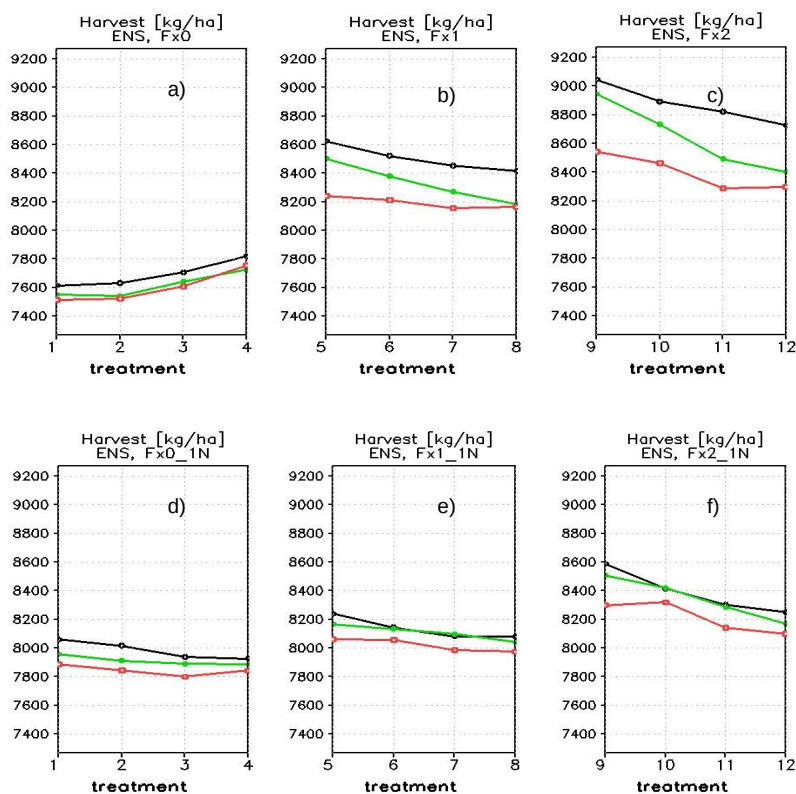 Harvest [kg/ha]
ENS, Fx0
a)
9200
9000
8800
8600
8400
8200
8000
7800
7600
7400
1 2 3 4
treatment
Harvest [kg/ha]
ENS, Fx1
b)
9200
9000
8800
8600
8400
8200
8000
7800
7600
7400
5 6 7 8
treatment
Harvest [kg/ha]
ENS, Fx2
c)
9200
9000
8800
8600
8400
8200
8000
7800
7600
7400
9 10 11 12
treatment
Harvest [kg/ha]
ENS, Fx0_1N
d)
9200
9000
8800
8600
8400
8200
8000
7800
7600
7400
1 2 3 4
treatment
Harvest [kg/ha]
ENS, Fx1_1N
e)
9200
9000
8800
8600
8400
8200
8000
7800
7600
7400
5 6 7 8
treatment
Harvest [kg/ha]
ENS, Fx2_1N
f)
9200
9000
8800
8600
8400
8200
8000
7800
7600
7400
9 10 11 12
treatment